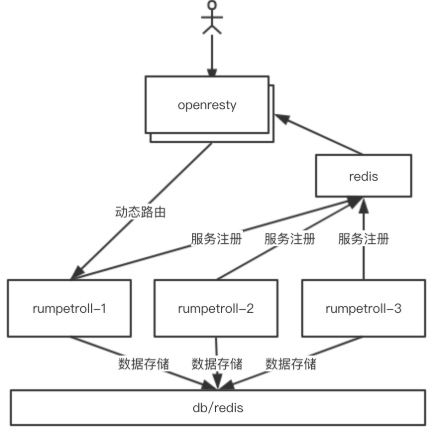 openresty
redis
动态路由
服务注册
服务注册
服务注册
rumpetroll-1
rumpetroll-2
rumpetroll-3
数据存储
数据存储
数据存储
db/redis